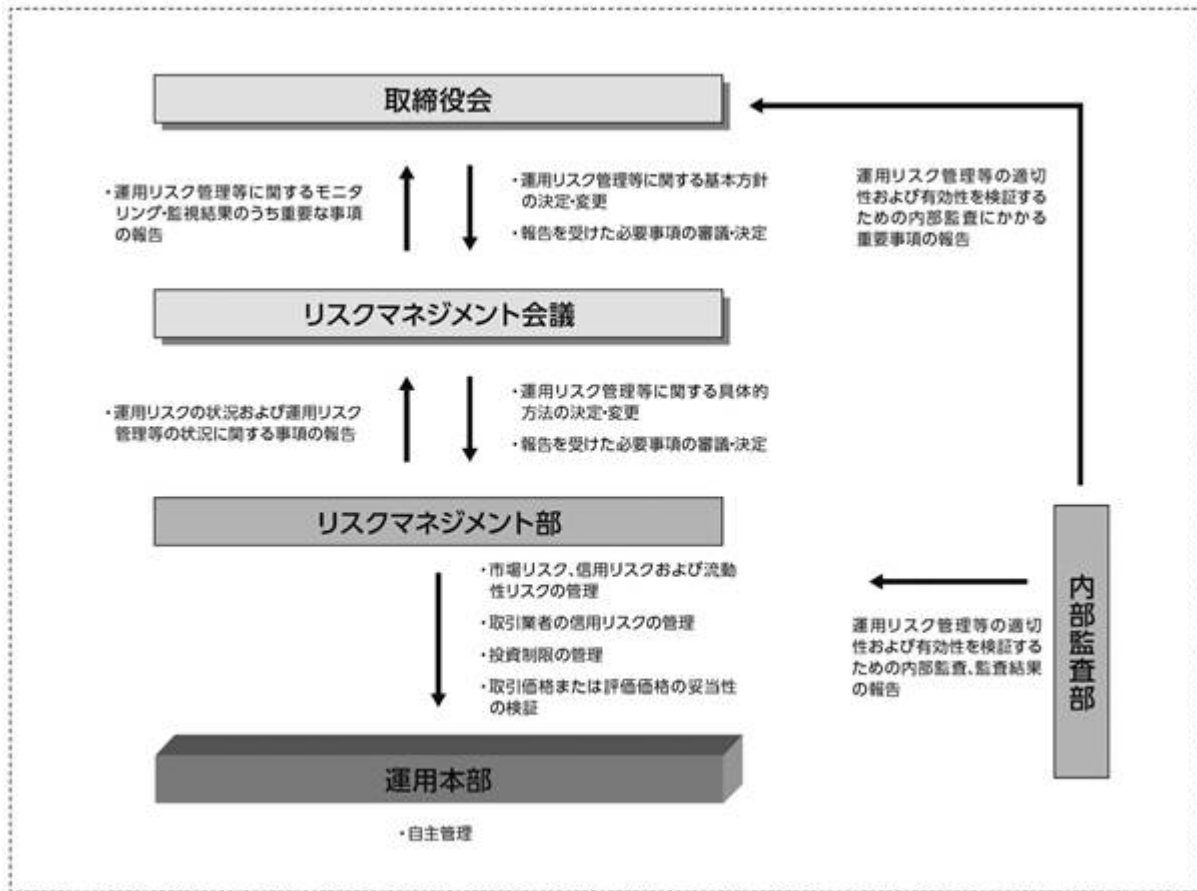 取締役会
・運用リスク管理等に関するモニタ
リング・監視結果のうち重要な事項
の報告
・運用リスク管理等に関する基本方針
の決定・変更
・報告を受けた必要事項の審議・決定
運用リスク管理等の適切
性および有効性を検証す
るための内部監査にかかる
重要事項の報告
リスクマネジメント会議
・運用リスクの状況および運用リスク
管理等の状況に関する事項の報告
・運用リスク管理等に関する具体的
方法の決定・変更
・報告を受けた必要事項の審議・決定
リスクマネジメント部
・市場リスク、信用リスクおよび流動
性リスクの管理
・取引業者の信用リスクの管理
・投資制限の管理
・取引価格または評価価格の妥当性
の検証
運用リスク管理等の適切
性および有効性を検証する
ための内部監査、監査結果
の報告
内部監査部
運用本部
・自主管理